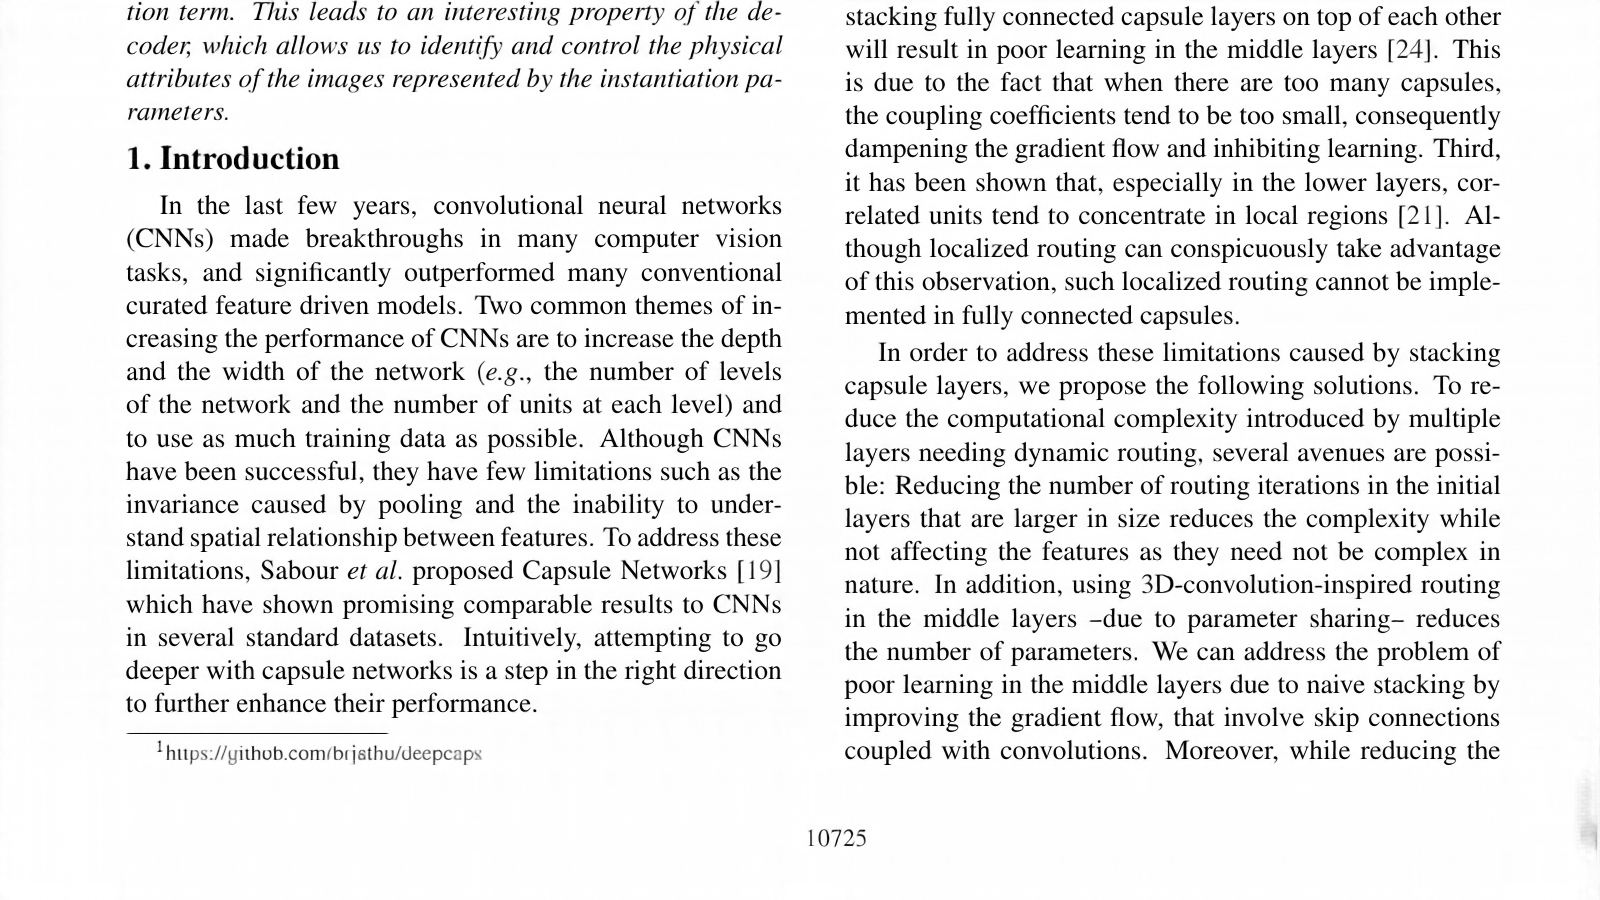 tion term. This leads to an interesting property of the de-
coder, which allows us to identify and control the physical
attributes of the images represented by the instantiation pa-
rameters.
1. Introduction
In the last few years, convolutional neural networks
(CNNs) made breakthroughs in many computer vision
tasks, and significantly outperformed many conventional
curated feature driven models. Two common themes of in-
creasing the performance of CNNs are to increase the depth
and the width of the network (e.g., the number of levels
of the network and the number of units at each level) and
to use as much training data as possible. Although CNNs
have been successful, they have few limitations such as the
invariance caused by pooling and the inability to under-
stand spatial relationship between features. To address these
limitations, Sabour et al. proposed Capsule Networks [19]
which have shown promising comparable results to CNNs
in several standard datasets. Intuitively, attempting to go
deeper with capsule networks is a step in the right direction
to further enhance their performance.
1
stacking fully connected capsule layers on top of each other
will result in poor learning in the middle layers [24]. This
is due to the fact that when there are too many capsules,
the coupling coefficients tend to be too small, consequently
dampening the gradient flow and inhibiting learning. Third,
it has been shown that, especially in the lower layers, cor-
related units tend to concentrate in local regions [21]. Al-
though localized routing can conspicuously take advantage
of this observation, such localized routing cannot be imple-
mented in fully connected capsules.
In order to address these limitations caused by stacking
capsule layers, we propose the following solutions. To re-
duce the computational complexity introduced by multiple
layers needing dynamic routing, several avenues are possi-
ble: Reducing the number of routing iterations in the initial
layers that are larger in size reduces the complexity while
not affecting the features as they need not be complex in
nature. In addition, using 3D-convolution-inspired routing
in the middle layers –due to parameter sharing– reduces
the number of parameters. We can address the problem of
poor learning in the middle layers due to naive stacking by
improving the gradient flow, that involve skip connections
coupled with convolutions. Moreover, while reducing the
10725